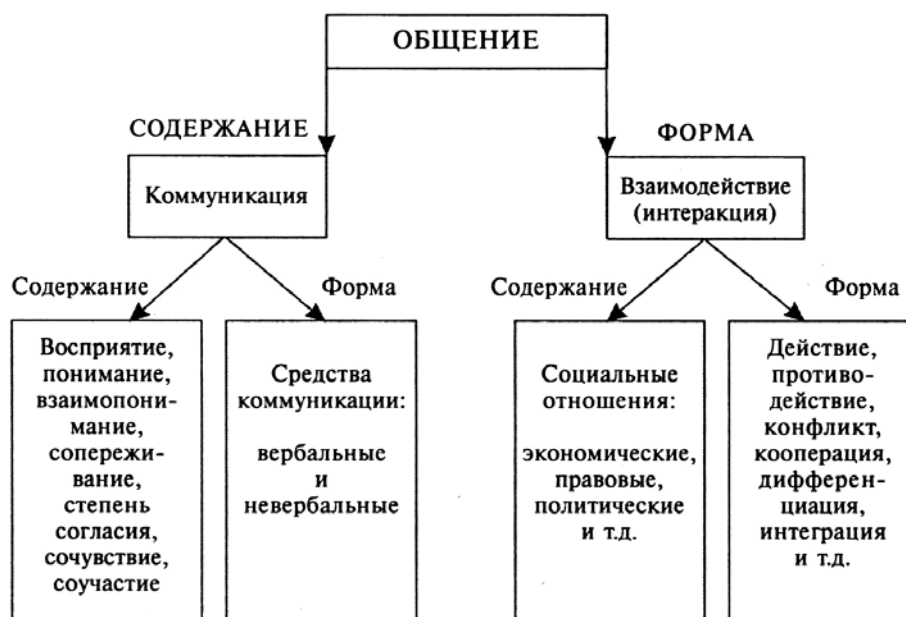 ОБЩЕНИЕ
СОДЕРЖАНИЕ
ФОРМА
Коммуникация
Взаимодействие
(интеракция)
Содержание
Форма
Содержание
Форма
Восприятие,
понимание,
взаимопони-
мание,
сопережи-
вание,
степень
согласия,
сочувствие,
соучастие
Средства
коммуникации:
вербальные
и
невербальные
Социальные
отношения:
экономические,
правовые,
политические
и т.д.
Действие,
противо-
действие,
конфликт,
кооперация,
дифферен-
циация,
интеграция
и т.д.